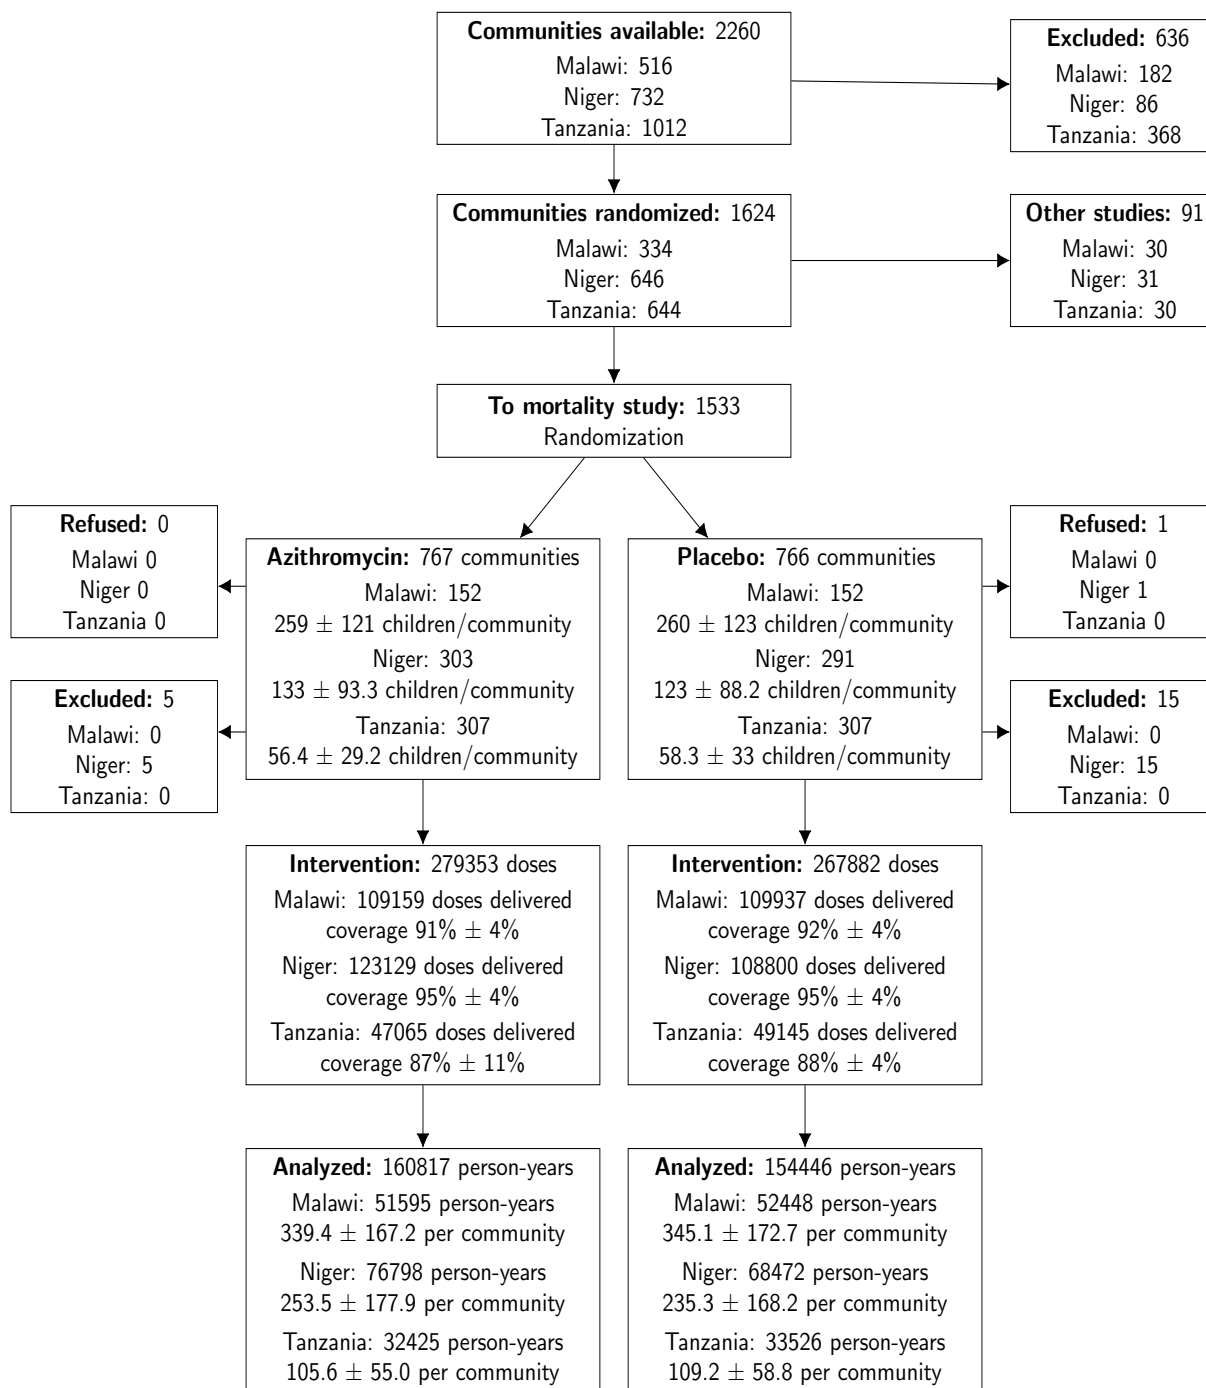 Communities available: 2260
Malawi: 516
Niger: 732
Tanzania: 1012
Excluded: 636
Malawi: 182
Niger: 86
Tanzania: 368
Communities randomized: 1624
Malawi: 334
Niger: 646
Tanzania: 644
Other studies: 91
Malawi: 30
Niger: 31
Tanzania: 30
To mortality study: 1533
Randomization
Refused: 0
Malawi 0
Niger 0
Tanzania 0
Azithromycin: 767 communities
Malawi: 152
259 ± 121 children/community
Niger: 303
133 ± 93.3 children/community
Tanzania: 307
56.4 ± 29.2 children/community
Placebo: 766 communities
Malawi: 152
260 ± 123 children/community
Niger: 291
123 ± 88.2 children/community
Tanzania: 307
58.3 ± 33 children/community
Refused: 1
Malawi 0
Niger 1
Tanzania 0
Excluded: 5
Malawi: 0
Niger: 5
Tanzania: 0
Excluded: 15
Malawi: 0
Niger: 15
Tanzania: 0
Intervention: 279353 doses
Malawi: 109159 doses delivered
coverage 91% ± 4%
Niger: 123129 doses delivered
coverage 95% ± 4%
Tanzania: 47065 doses delivered
coverage 87% ± 11%
Intervention: 267882 doses
Malawi: 109937 doses delivered
coverage 92% ± 4%
Niger: 108800 doses delivered
coverage 95% ± 4%
Tanzania: 49145 doses delivered
coverage 88% ± 4%
Analyzed: 160817 person-years
Malawi: 51595 person-years
339.4 ± 167.2 per community
Niger: 76798 person-years
253.5 ± 177.9 per community
Tanzania: 32425 person-years
105.6 ± 55.0 per community
Analyzed: 154446 person-years
Malawi: 52448 person-years
345.1 ± 172.7 per community
Niger: 68472 person-years
235.3 ± 168.2 per community
Tanzania: 33526 person-years
109.2 ± 58.8 per community